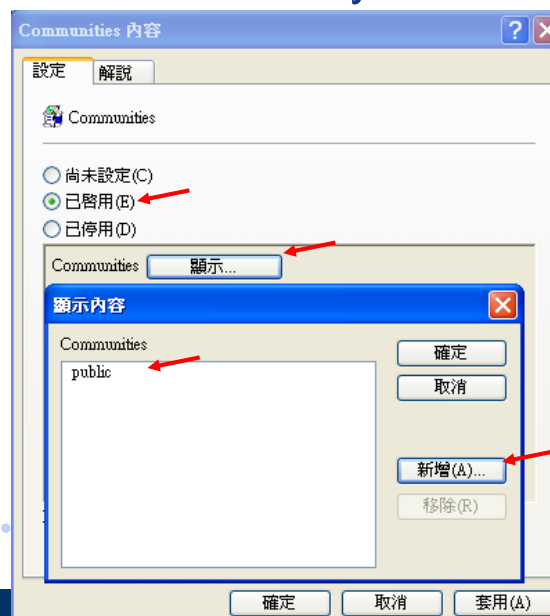 Communities 內容
設定 解說
Communities
尚未設定(C)
已啓用(E)
已停用(D)
Communities 顯示...
顯示內容
Communities
public
確定
取消
新增(A)...
移除(R)
確定 取消 套用(A)